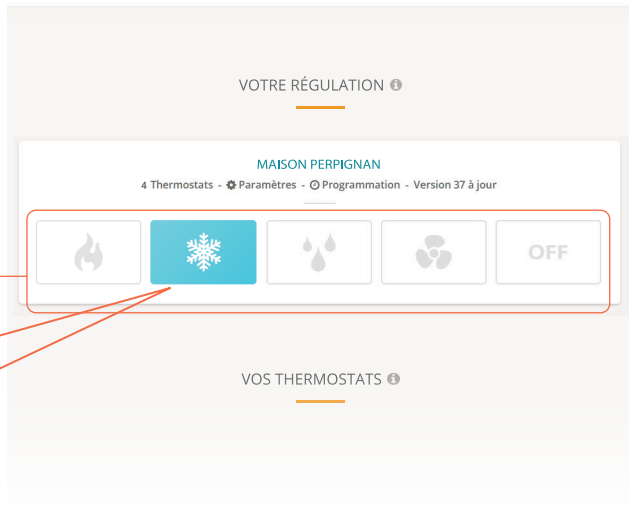 VOTRE RÉGULATION
MAISON PERPIGNAN
4 Thermostats - Paramètres - Programmation - Version 37 à jour
OFF
VOS THERMOSTATS